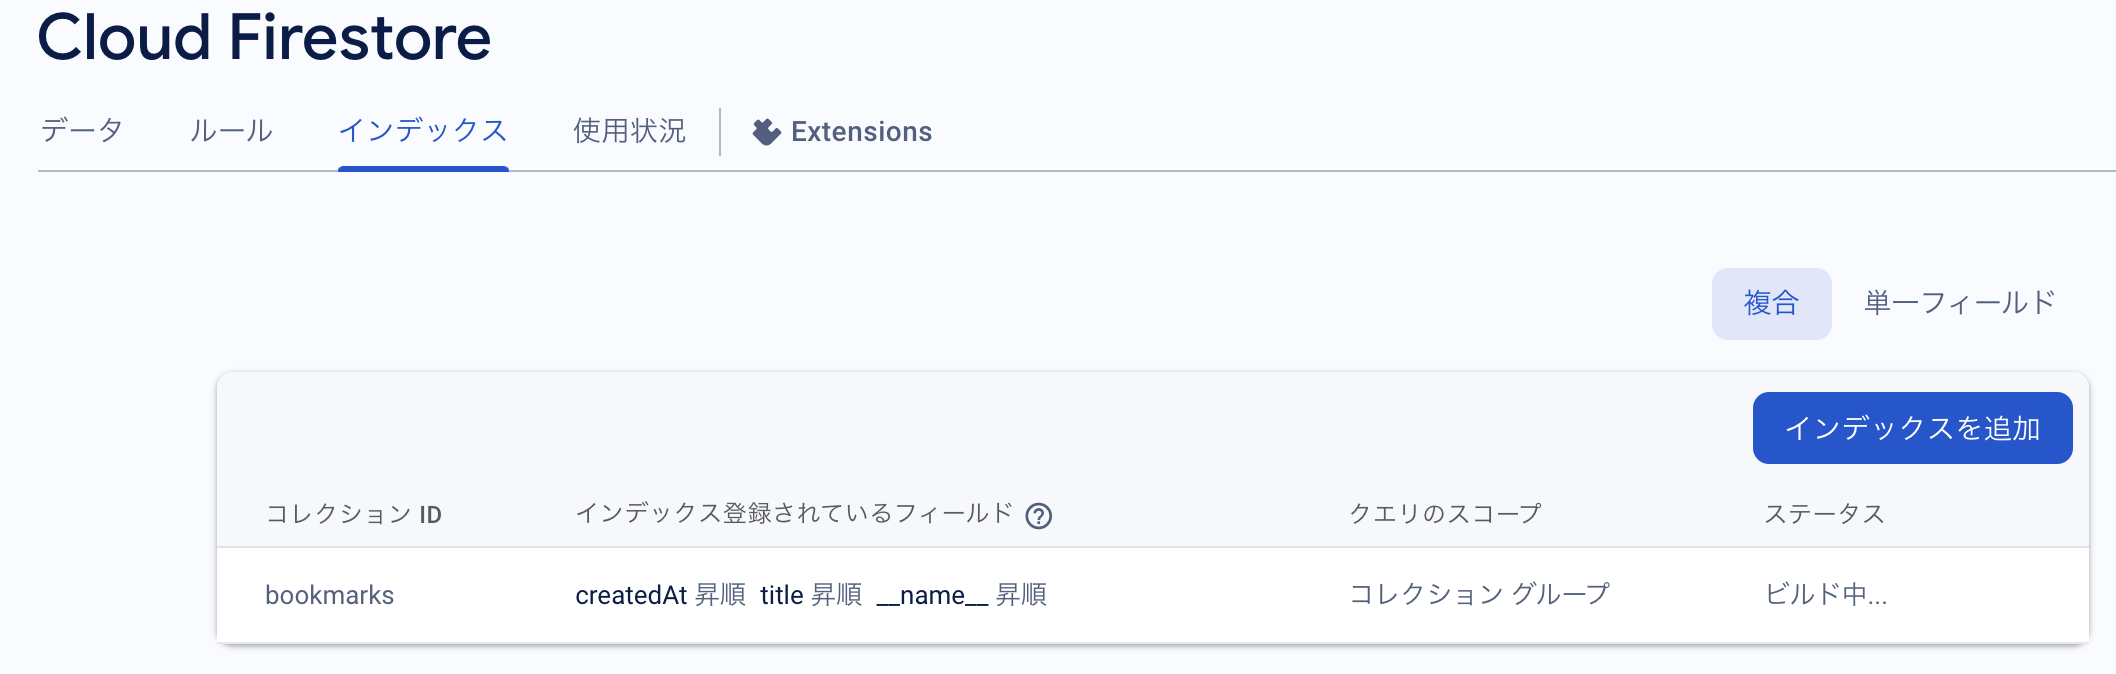 Cloud Firestore
データ ルール インデックス 使用状況 Extensions
複合 単一フィールド
インデックスを追加
コレクション ID インデックス登録されているフィールド クエリのスコープ ステータス
bookmarks createdAt 昇順 title 昇順 __name__ 昇順 コレクション グループ ビルド中...